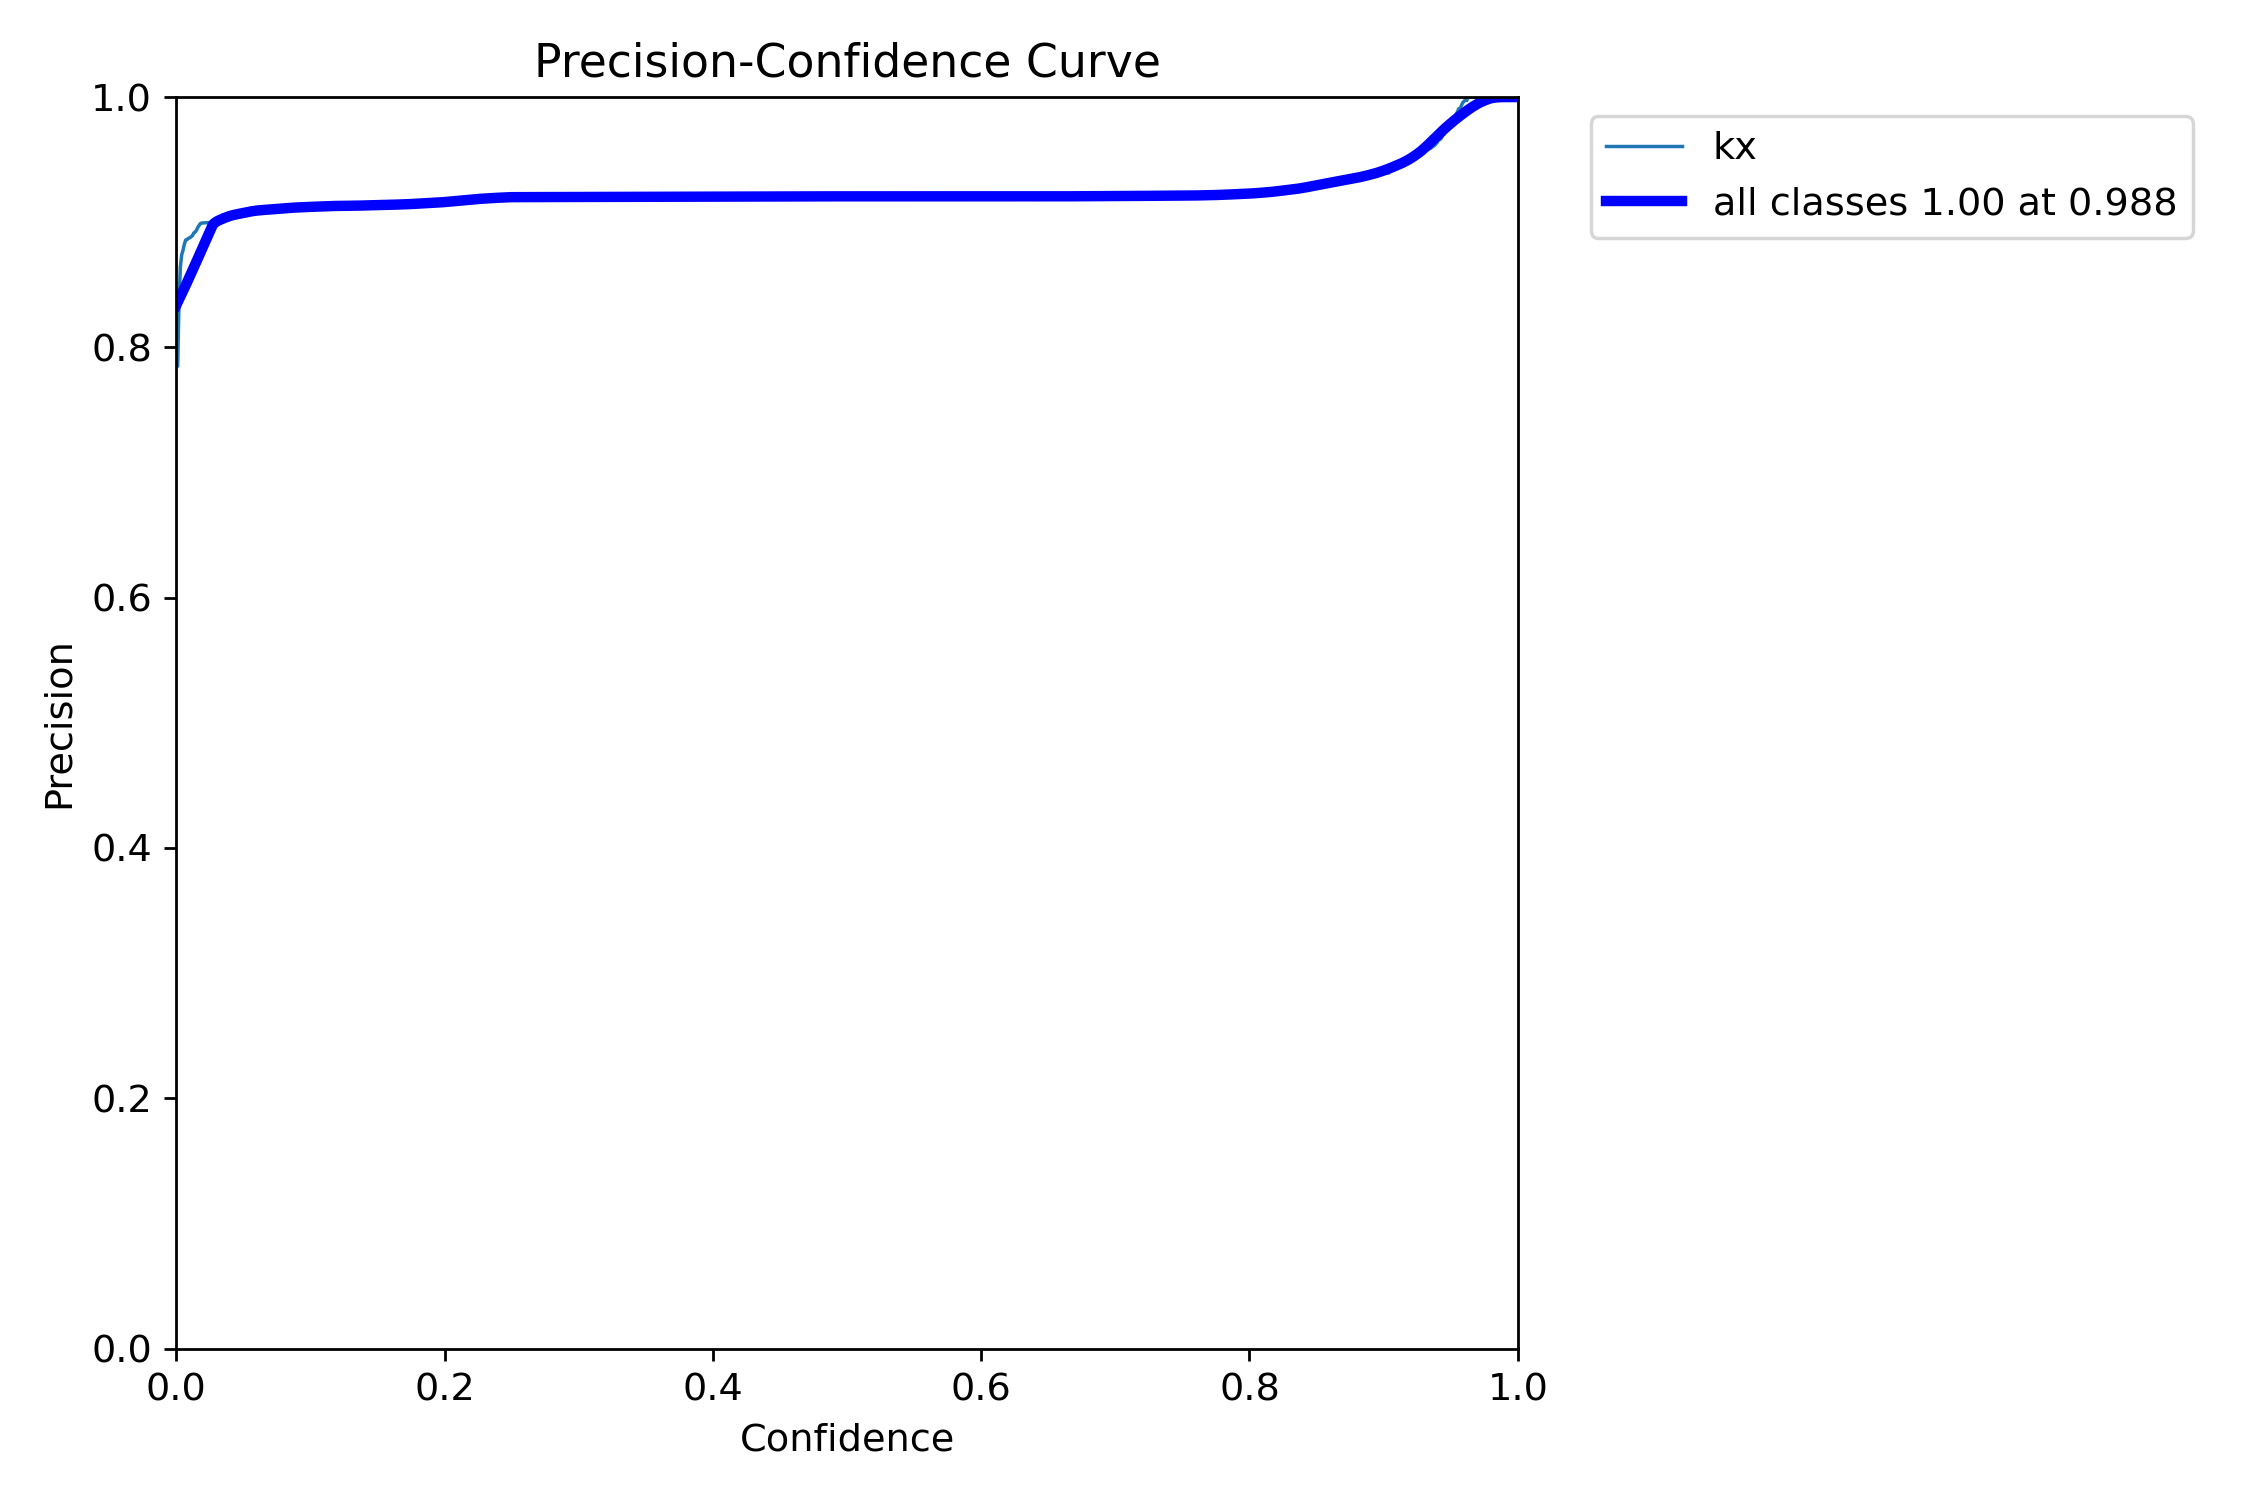 Precision-Confidence Curve
1.0
0.8
0.6
0.4
0.2
0.0
Precision
0.0 0.2 0.4 0.6 0.8 1.0
Confidence
kx
all classes 1.00 at 0.988